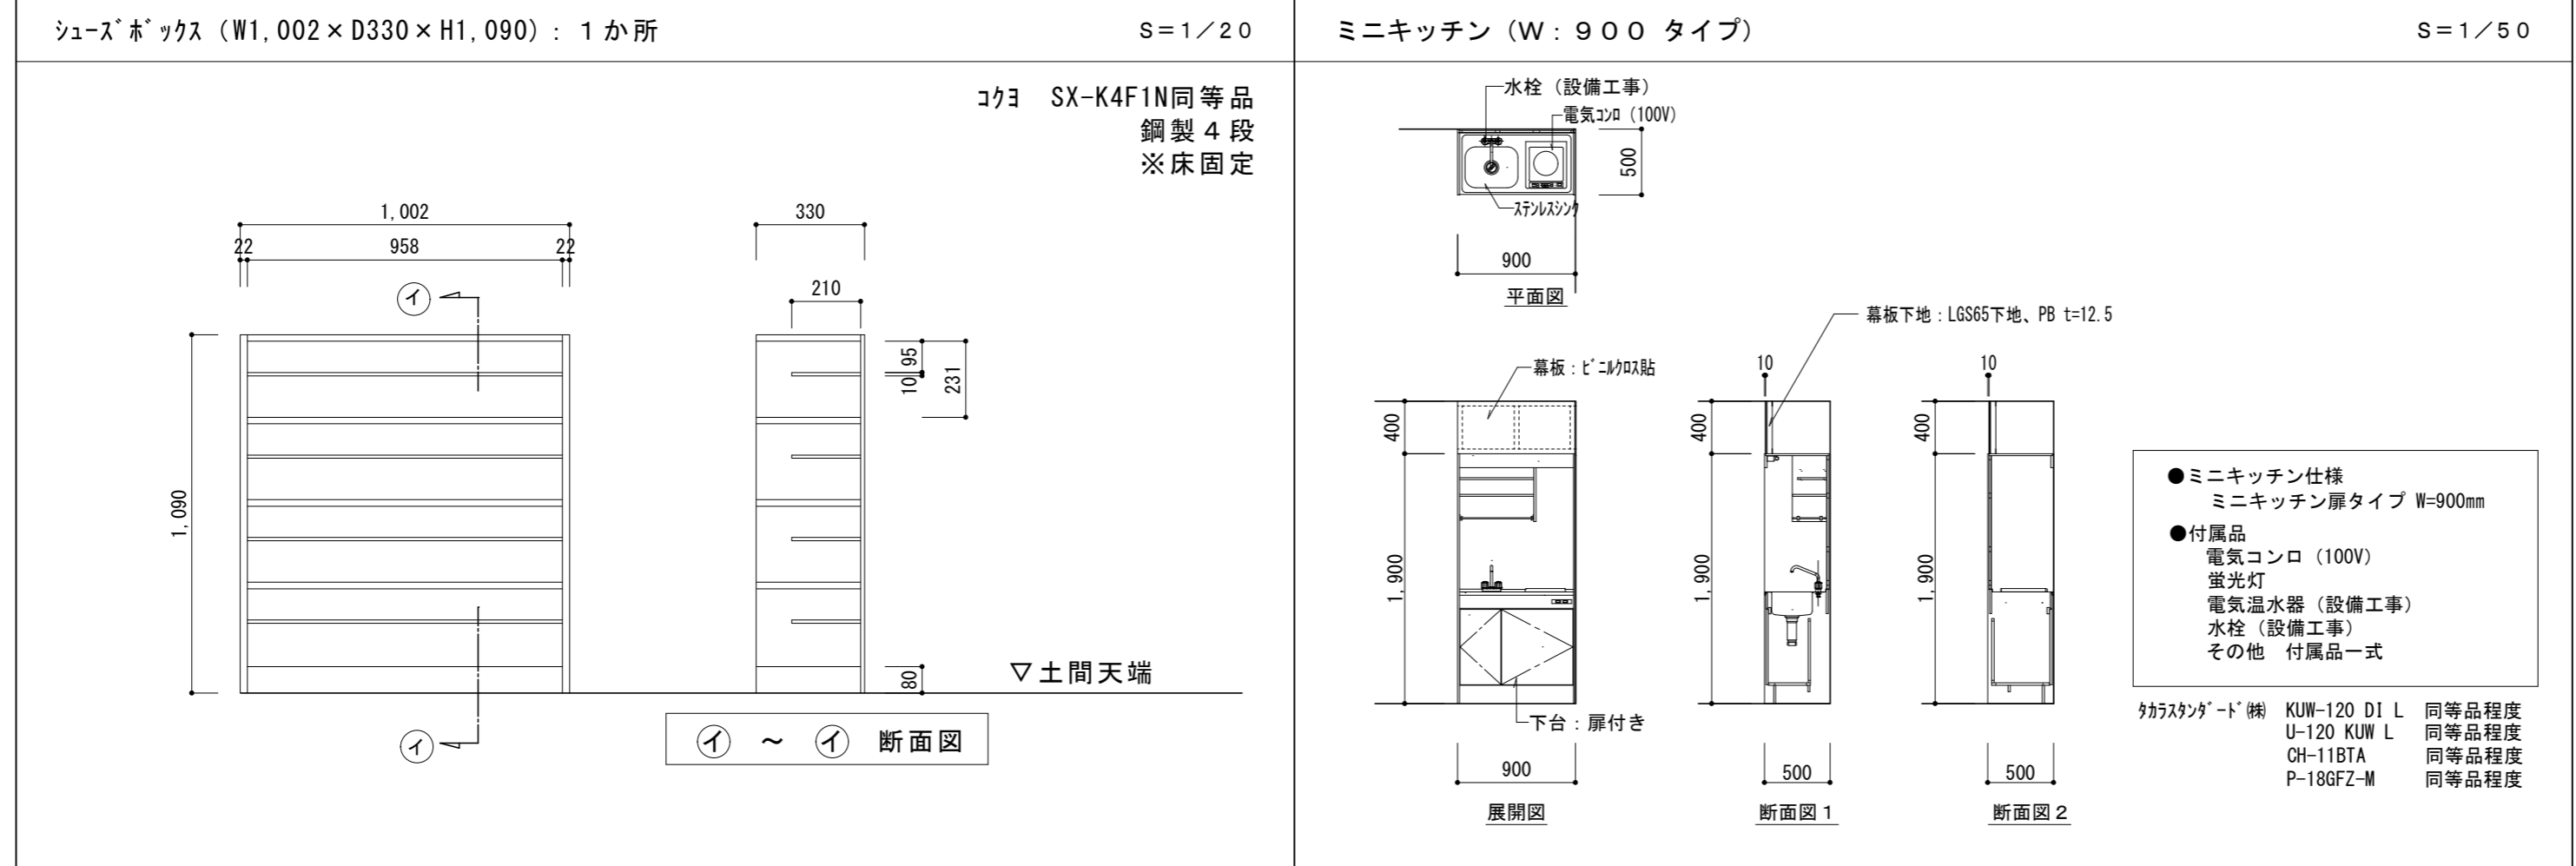 ｼｭｰｽﾞﾎﾞｯｸｽ（W1,002×D330×H1,090）：１か所
S＝1／20
ｺｸﾖ　SX-K4F1N同等品
鋼製４段
※床固定
1,002
22
958
22
イ
1,090
イ
330
210
95
10
231
80
▽土間天端
イ　～　イ　断面図
ミニキッチン（W：９００ タイプ）
S＝1／50
水栓（設備工事）
電気ｺﾝﾛ（100V）
500
ｽﾃﾝﾚｽｼﾝｸ
900
平面図
幕板下地：LGS65下地、PB t=12.5
幕板：ﾋﾞﾆﾙｸﾛｽ貼
400
1,900
下台：扉付き
900
展開図
10
400
1,900
500
断面図１
10
400
1,900
500
断面図２
●ミニキッチン仕様
ミニキッチン扉タイプ W=900mm
●付属品
電気コンロ（100V）
蛍光灯
電気温水器（設備工事）
水栓（設備工事）
その他　付属品一式
ﾀｶﾗｽﾀﾝﾀﾞｰﾄﾞ㈱　KUW-120 DI L　同等品程度
U-120 KUW L　同等品程度
CH-11BTA　同等品程度
P-18GFZ-M　同等品程度